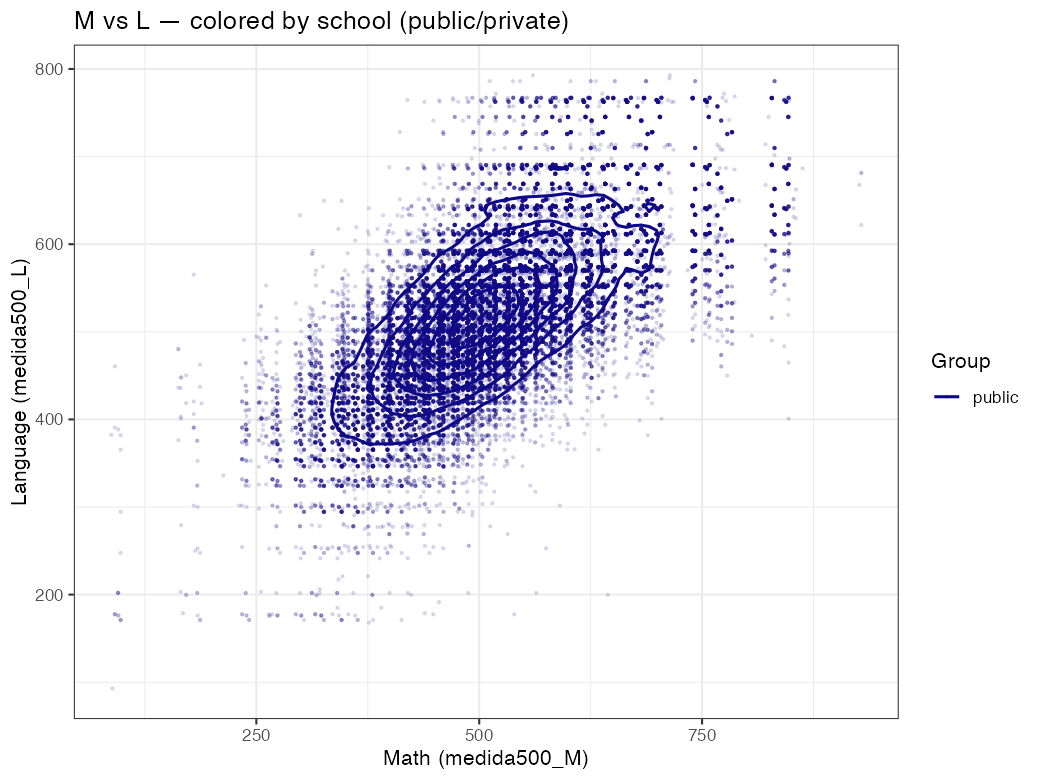 M vs L — colored by school (public/private)
800
600
400
200
Language (medida500_L)
250
500
750
Math (medida500_M)
Group
public